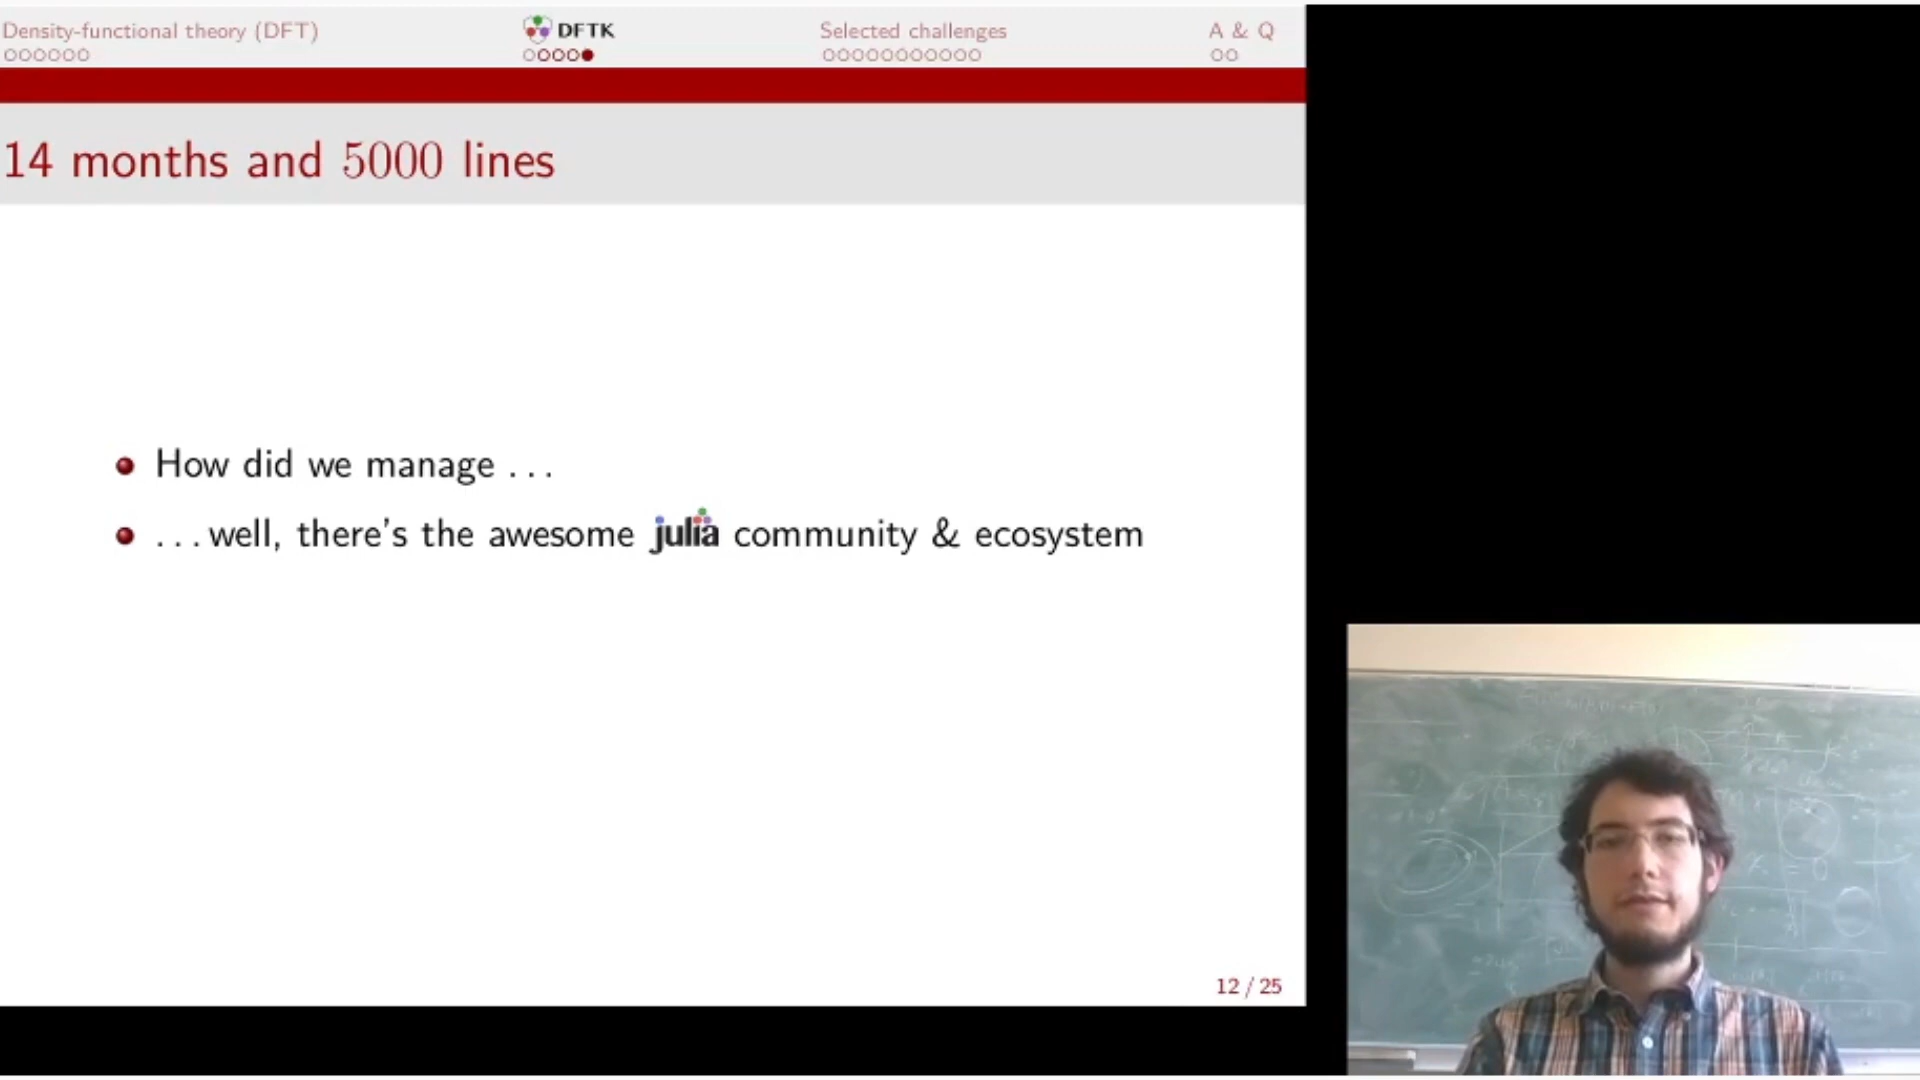 Density-functional theory (DFT)
DFTK
Selected challenges
A & Q
14 months and 5000 lines
How did we manage . . .
. . . well, there's the awesome julia community & ecosystem
12 / 25